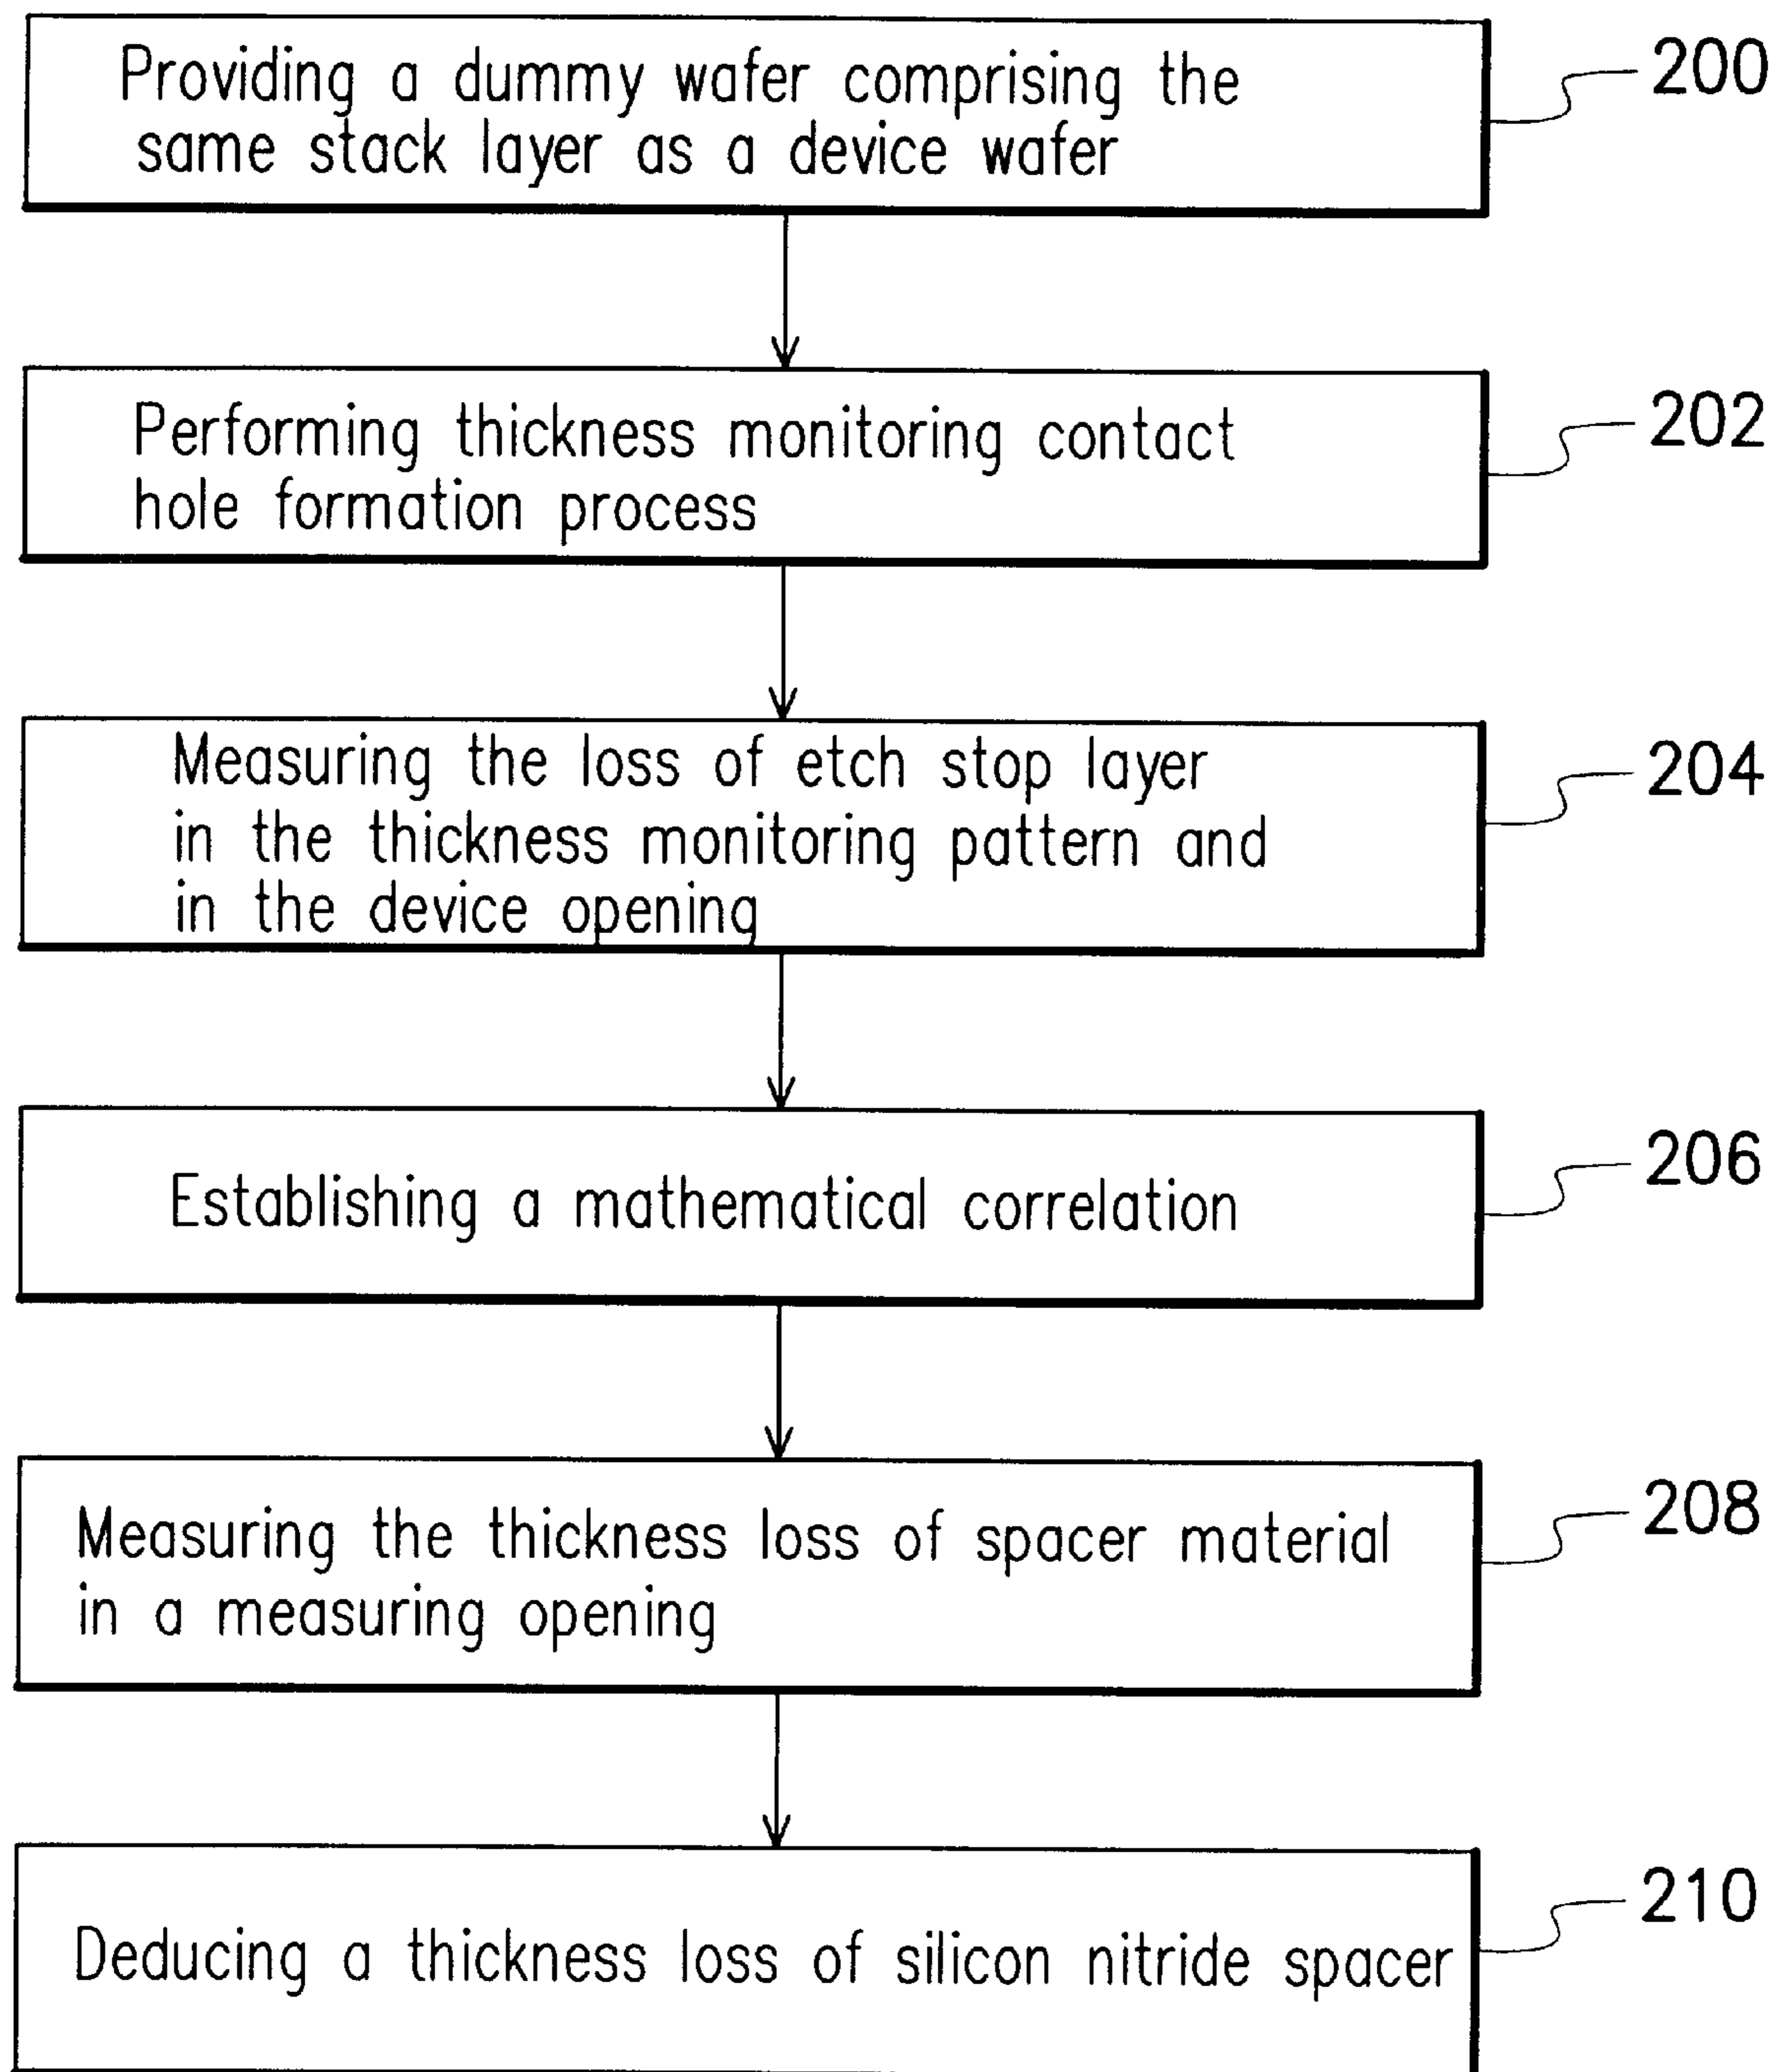 Providing a dummy wafer comprising the
same stack layer as a device wafer
200
Performing thickness monitoring contact
hole formation process
202
Measuring the loss of etch stop layer
in the thickness monitoring pattern and
in the device opening
204
Establishing a mathematical correlation
206
Measuring the thickness loss of spacer material
in a measuring opening
208
Deducing a thickness loss of silicon nitride spacer
210